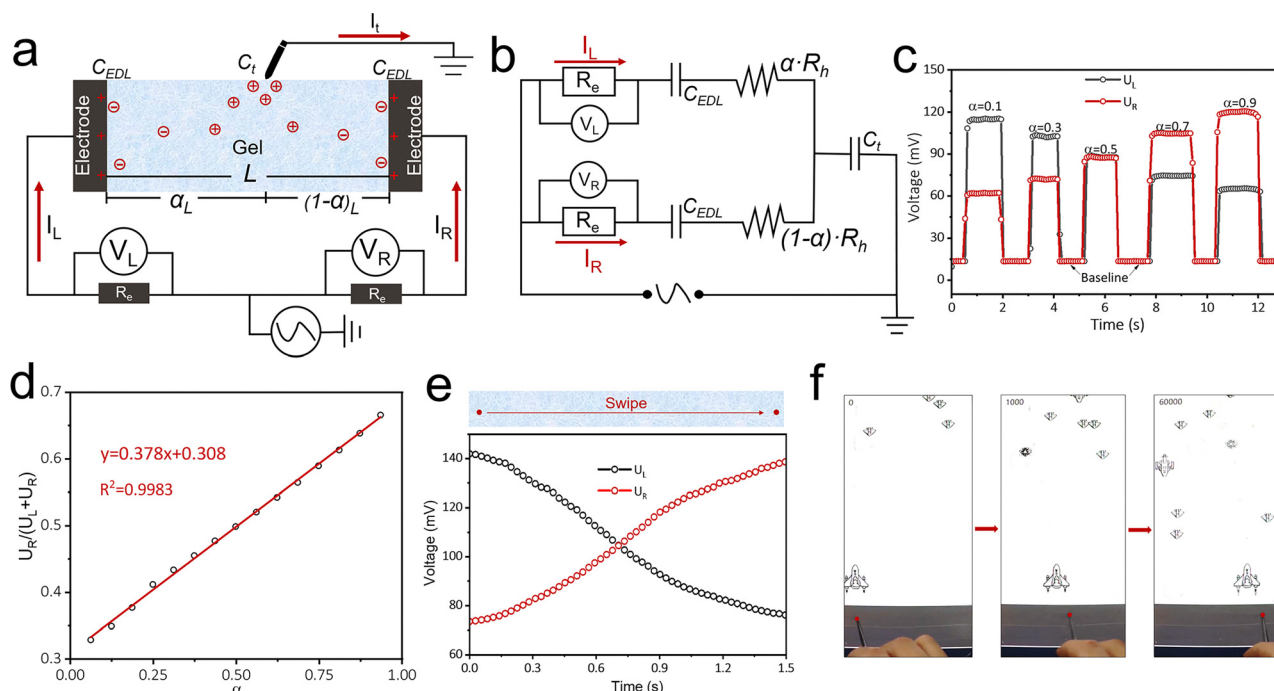 a
I_t
C_t
C_EDL
C_EDL
Electrode
Electrode
Gel
L
α_L
(1-α)_L
I_L
I_R
V_L
V_R
R_e
R_e
b
I_L
R_e
C_EDL
α·R_h
V_L
C_t
V_R
C_EDL
R_e
(1-α)·R_h
I_R
c
150
120
90
60
30
0
Voltage (mV)
U_L
U_R
α=0.1
α=0.3
α=0.5
α=0.7
α=0.9
Baseline
0 2 4 6 8 10 12
Time (s)
d
0.7
0.6
0.5
0.4
0.3
U_R/(U_L+U_R)
y=0.378x+0.308
R²=0.9983
0.00 0.25 0.50 0.75 1.00
α
e
Swipe
140
120
100
80
60
Voltage (mV)
U_L
U_R
0.0 0.3 0.6 0.9 1.2 1.5
Time (s)
f
0
1000
60000